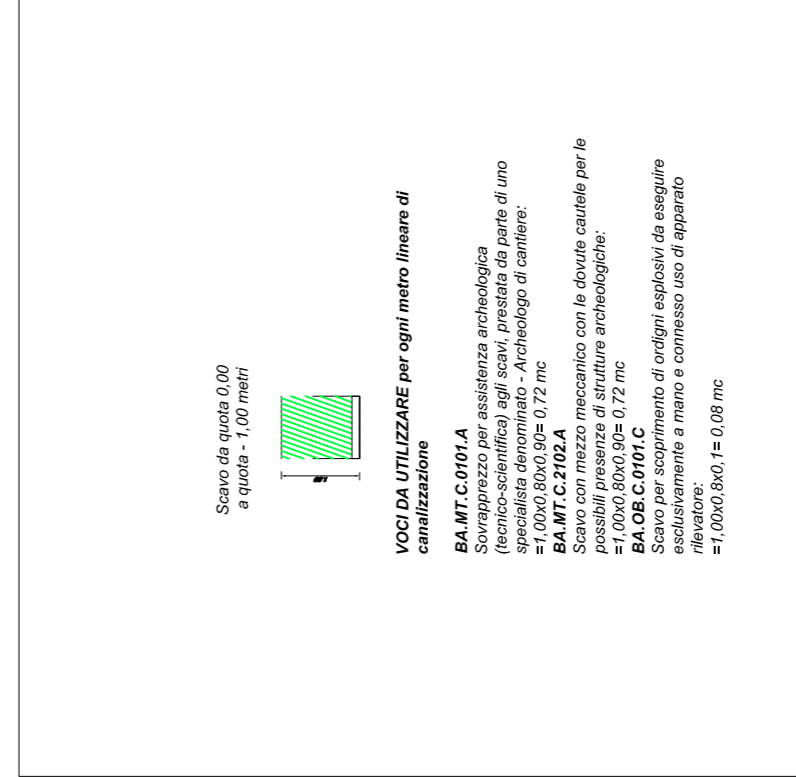 Scavo da quota 0,00
a quota - 1,00 metri
VOCI DA UTILIZZARE per ogni metro lineare di
canalizzazione
BA.MT.C.0101.A
Sovrapprezzo per assistenza archeologica
(tecnico-scientifica) agli scavi, prestata da parte di uno
specialista denominato - Archeologo di cantiere:
=1,00x0,80x0,90= 0,72 mc
BA.MT.C.2102.A
Scavo con mezzo meccanico con le dovute cautele per le
possibili presenze di strutture archeologiche:
=1,00x0,80x0,90= 0,72 mc
BA.OB.C.0101.C
Scavo per scoprimento di ordigni esplosivi da eseguire
esclusivamente a mano e connesso uso di apparato
rilevatore:
=1,00x0,8x0,1= 0,08 mc